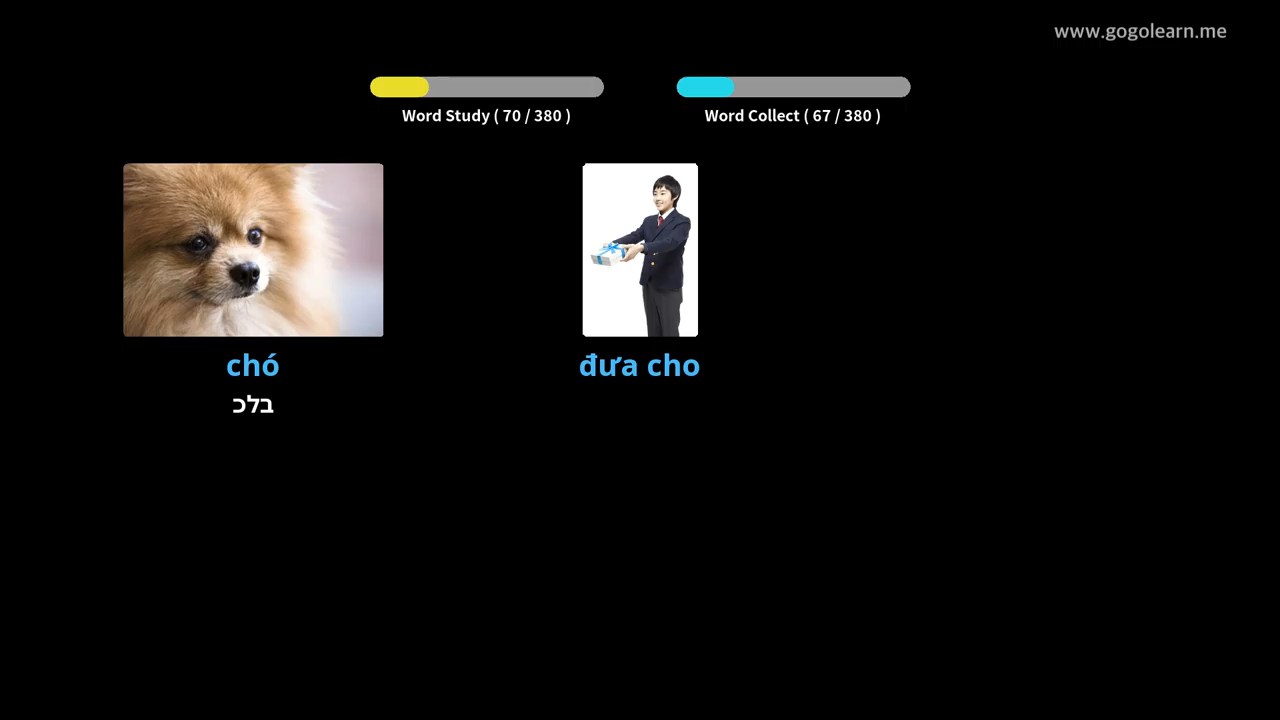 www.gogolearn.me
Word Study ( 70 / 380 )
Word Collect ( 67 / 380 )
chó
בלכ
đưa cho